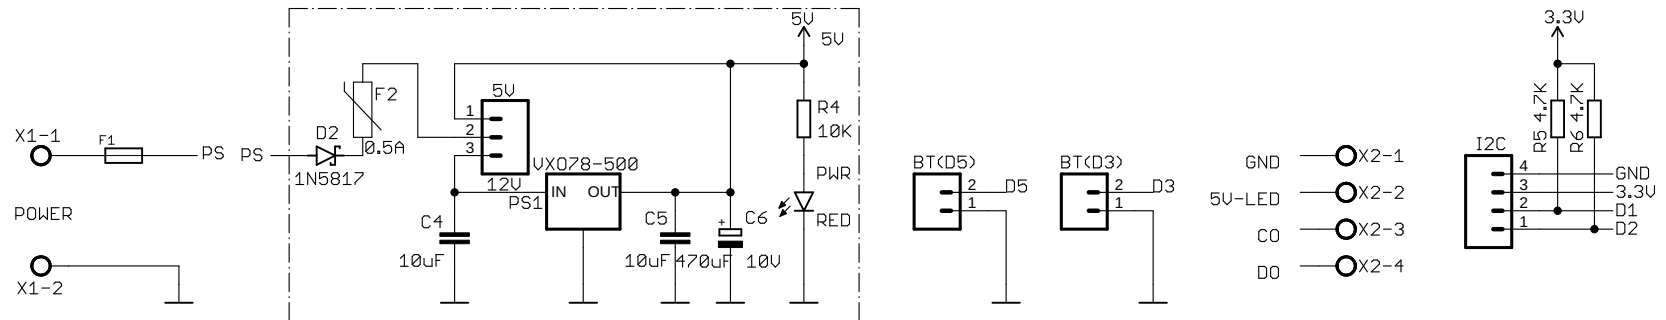 X1-1
F1
PS
POWER
X1-2
PS
D2
1N5817
F2
0.5A
5V
1
2
3
12V
VXO78-500
IN OUT
PS1
C4
10uF
C5
10uF
C6
+
470uF 10V
5V
5V
R4
10K
PWR
RED
BT(D5)
2 D5
1
BT(D3)
2 D3
1
GND X2-1
5V-LED X2-2
CO X2-3
DO X2-4
3.3V
R5 4.7K
R6 4.7K
I2C
4 GND
3 3.3V
2 D1
1 D2